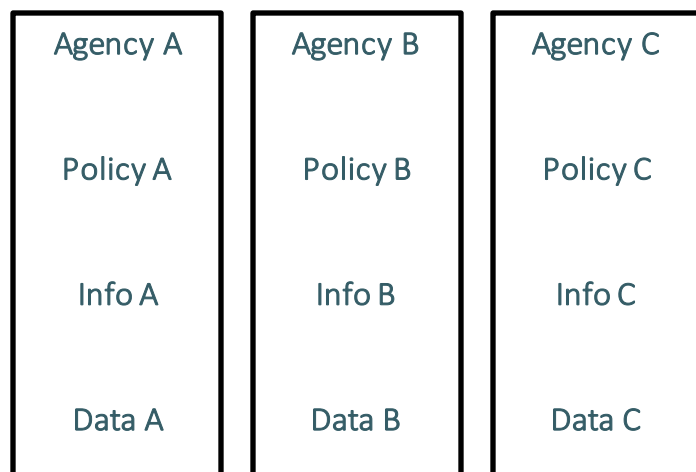 Agency A
Policy A
Info A
Data A
Agency B
Policy B
Info B
Data B
Agency C
Policy C
Info C
Data C